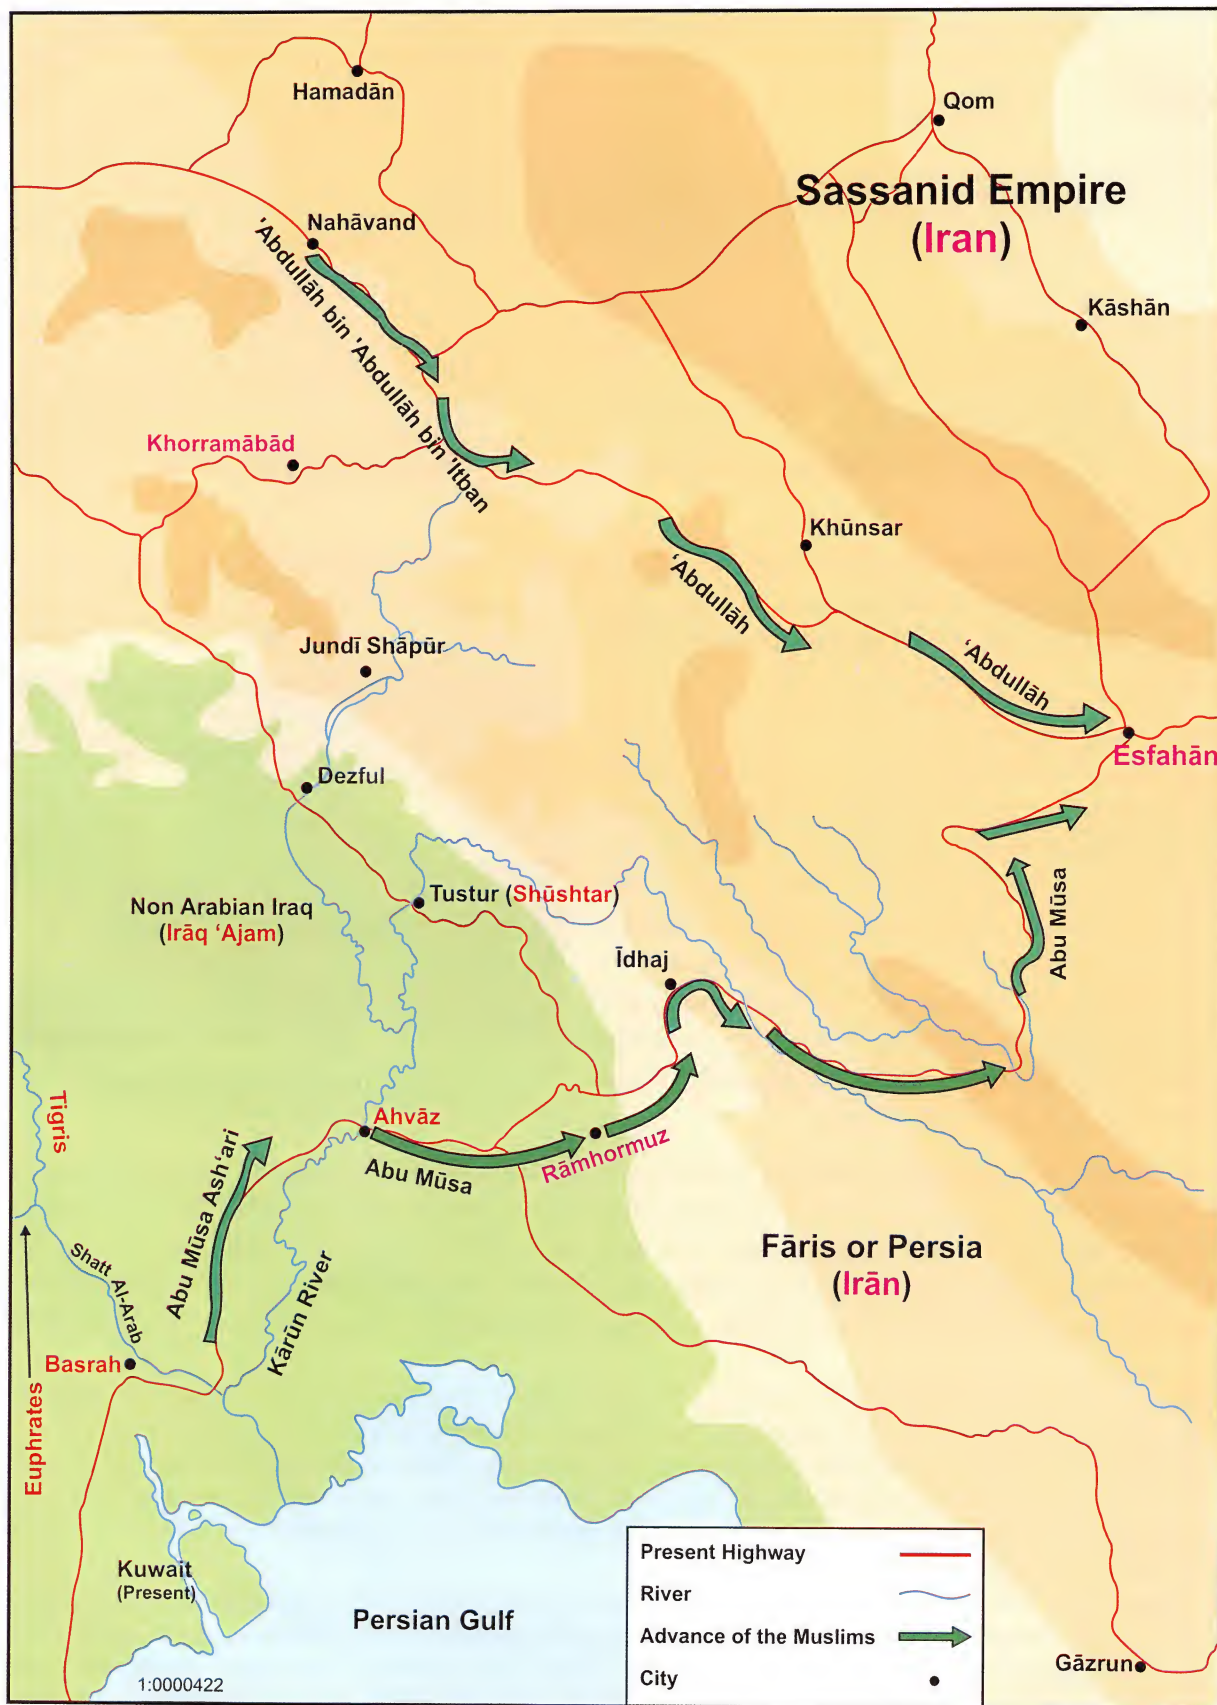 Hamadān
Qom
Sassanid Empire
(Iran)
Nahāvand
'Abdullāh bin 'Abdullāh bin 'Itban
Kāshān
Khorramābād
Khūnsar
'Abdullāh
Jundī Shāpūr
'Abdullāh
Esfahān
Dezful
Tustur (Shūshtar)
Non Arabian Iraq
(Irāq ‘Ajam)
Īdhaj
Abu Mūsa
Tigris
Ahvāz
Abu Mūsa
Rāmhormuz
Abu Mūsa Ash‘ari
Shatt Al-Arab
Kārūn River
Fāris or Persia
(Irān)
Basrah
Euphrates
Kuwait
(Present)
Persian Gulf
Present Highway
River
Advance of the Muslims
City
Gāzrun
1:0000422